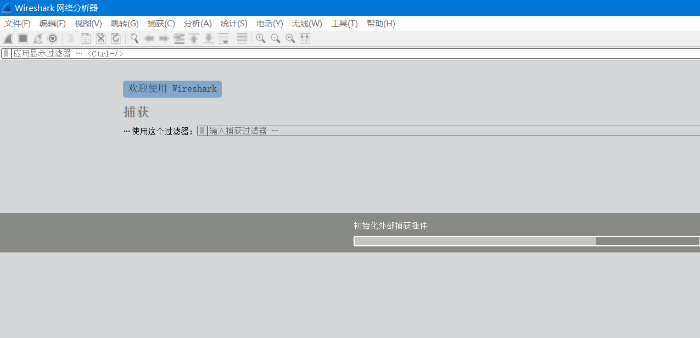 Wireshark 网络分析器
文件(F) 编辑(E) 视图(V) 跳转(G) 捕获(C) 分析(A) 统计(S) 电话(Y) 无线(W) 工具(T) 帮助(H)
应用显示过滤器 … <Ctrl-/>
欢迎使用 Wireshark
捕获
…使用这个过滤器: 输入捕获过滤器 …
初始化外部捕获插件